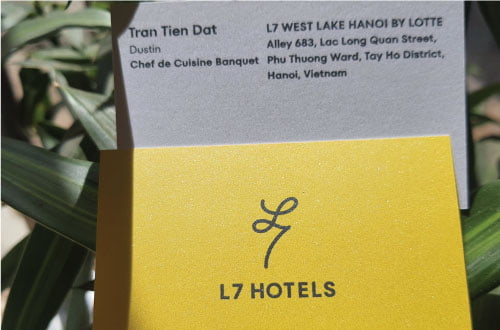 Tran Tien Dat
Dustin
Chef de Cuisine Banquet
L7 WEST LAKE HANOI BY LOTTE
Alley 683, Lac Long Quan Street,
Phu Thuong Ward, Tay Ho District,
Hanoi, Vietnam
L7
L7 HOTELS